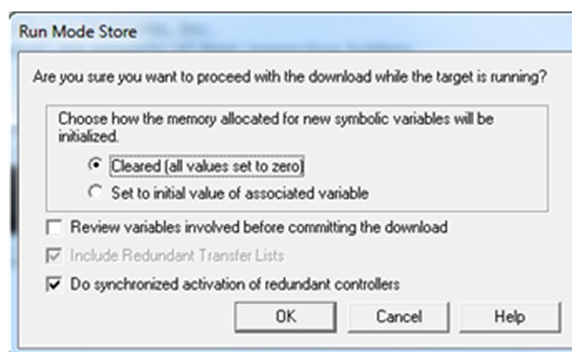 Run Mode Store
Are you sure you want to proceed with the download while the target is running?
Choose how the memory allocated for new symbolic variables will be
initialized.
Cleared (all values set to zero)
Set to initial value of associated variable
Review variables involved before committing the download
Include Redundant Transfer Lists
Do synchronized activation of redundant controllers
OK Cancel Help